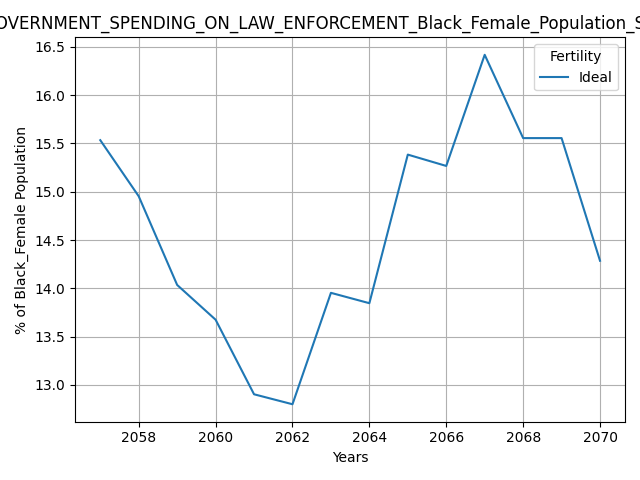 OVERNMENT_SPENDING_ON_LAW_ENFORCEMENT_Black_Female_Population_S
Fertility
Ideal
16.5
16.0
15.5
15.0
14.5
14.0
13.5
13.0
% of Black_Female Population
2058 2060 2062 2064 2066 2068 2070
Years